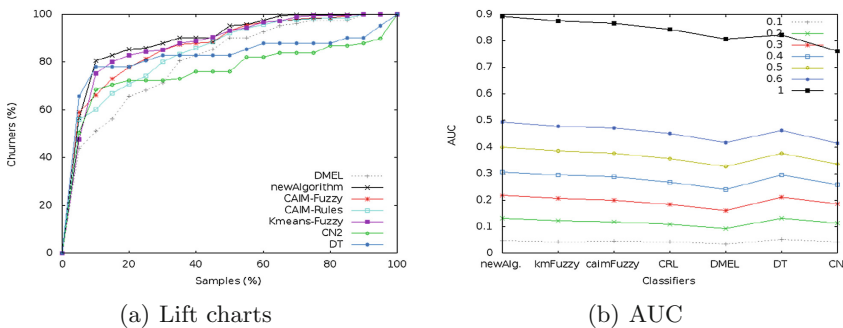 100
80
60
40
20
0
Churners (%)
0 20 40 60 80 100
Samples (%)
DMEL
newAlgorithm
CAIM-Fuzzy
CAIM-Rules
Kmeans-Fuzzy
CN2
DT
(a) Lift charts
0.9
0.8
0.7
0.6
0.5
0.4
0.3
0.2
0.1
0
AUC
newAlg. kmFuzzy caimFuzzy CRL DMEL DT CN
Classifiers
0.1
0.2
0.3
0.4
0.5
0.6
1
(b) AUC